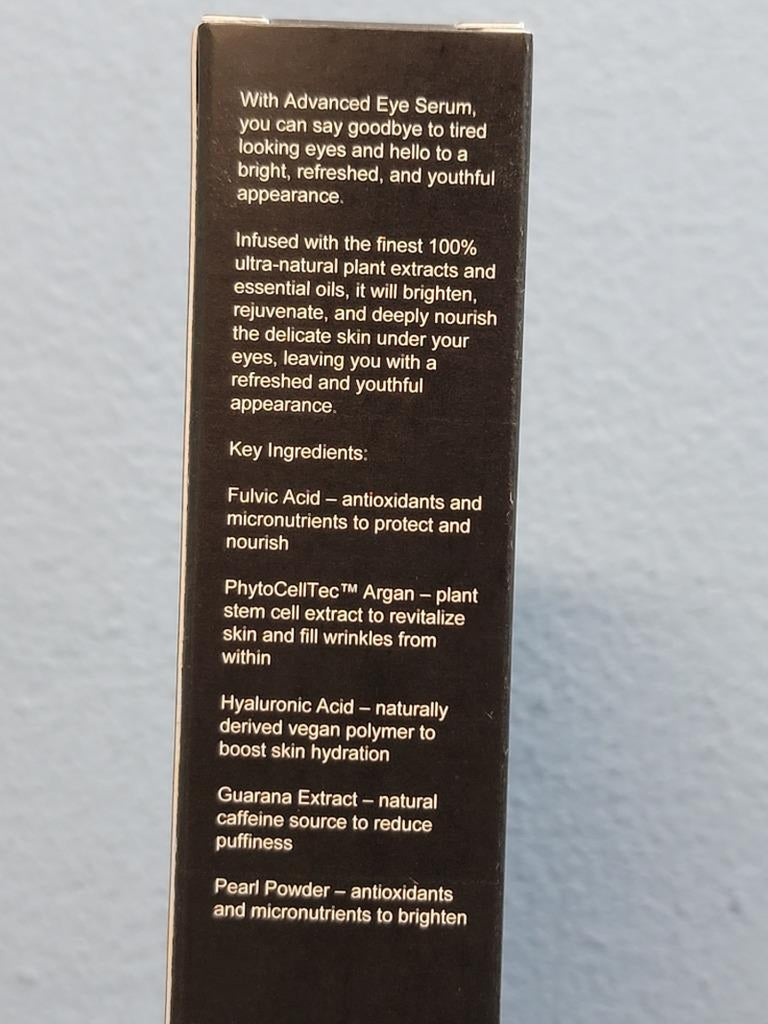 With Advanced Eye Serum,
you can say goodbye to tired
looking eyes and hello to a
bright, refreshed, and youthful
appearance.
Infused with the finest 100%
ultra-natural plant extracts and
essential oils, it will brighten,
rejuvenate, and deeply nourish
the delicate skin under your
eyes, leaving you with a
refreshed and youthful
appearance.
Key Ingredients:
Fulvic Acid – antioxidants and
micronutrients to protect and
nourish
PhytoCellTec™ Argan – plant
stem cell extract to revitalize
skin and fill wrinkles from
within
Hyaluronic Acid – naturally
derived vegan polymer to
boost skin hydration
Guarana Extract – natural
caffeine source to reduce
puffiness
Pearl Powder – antioxidants
and micronutrients to brighten